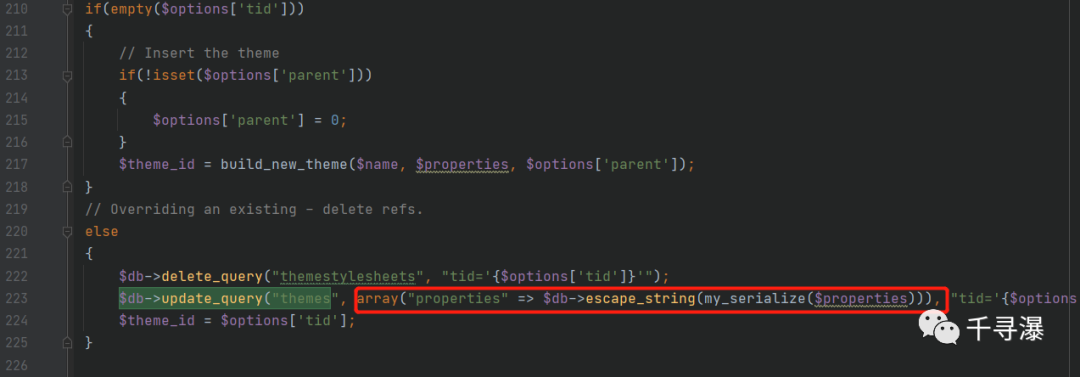 210 if(empty($options['tid']))
211 {
212 // Insert the theme
213 if(!isset($options['parent']))
214 {
215 $options['parent'] = 0;
216 }
217 $theme_id = build_new_theme($name, $properties, $options['parent']);
218 }
219 // Overriding an existing - delete refs.
220 else
221 {
222 $db->delete_query("themestylesheets", "tid='{$options['tid']}'");
223 $db->update_query("themes", array("properties" => $db->escape_string(my_serialize($properties))), "tid='{$options
224 $theme_id = $options['tid'];
225 }
226
千寻瀑